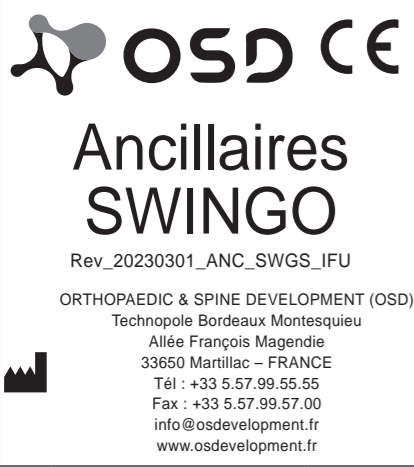 OSD CE
Ancillaires
SWINGO
Rev_20230301_ANC_SWGS_IFU
ORTHOPAEDIC & SPINE DEVELOPMENT (OSD)
Technopole Bordeaux Montesquieu
Allée François Magendie
33650 Martillac – FRANCE
Tél : +33 5.57.99.55.55
Fax : +33 5.57.99.57.00
info@osdevelopment.fr
www.osdevelopment.fr